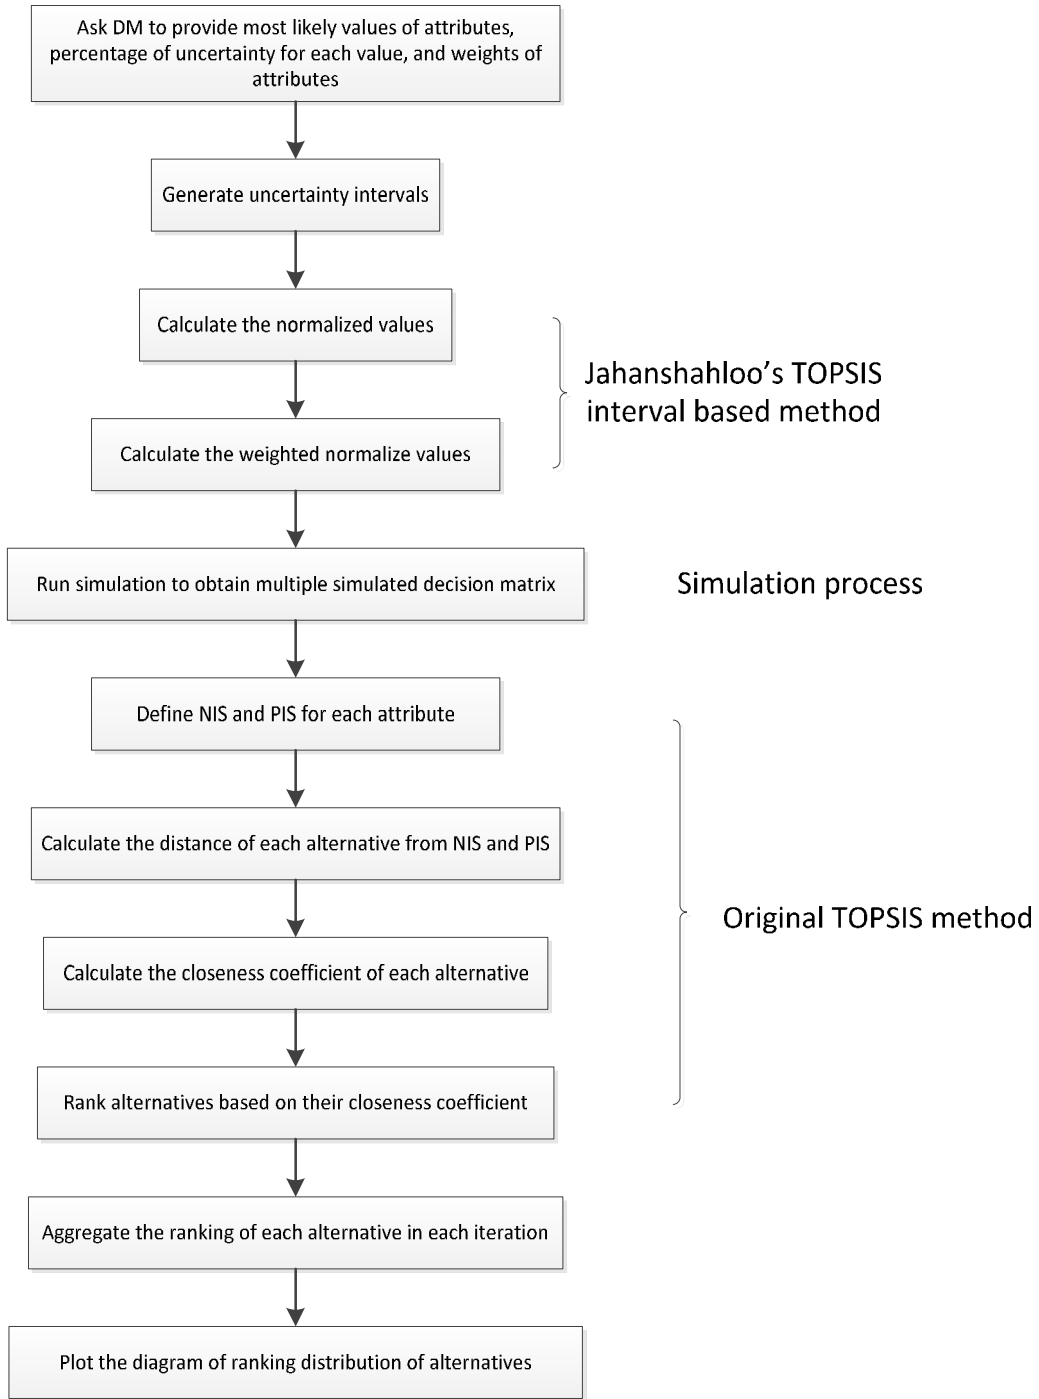 Ask DM to provide most likely values of attributes,
percentage of uncertainty for each value, and weights of
attributes
Generate uncertainty intervals
Calculate the normalized values
Jahanshahloo's TOPSIS
interval based method
Calculate the weighted normalize values
Run simulation to obtain multiple simulated decision matrix
Simulation process
Define NIS and PIS for each attribute
Calculate the distance of each alternative from NIS and PIS
Original TOPSIS method
Calculate the closeness coefficient of each alternative
Rank alternatives based on their closeness coefficient
Aggregate the ranking of each alternative in each iteration
Plot the diagram of ranking distribution of alternatives